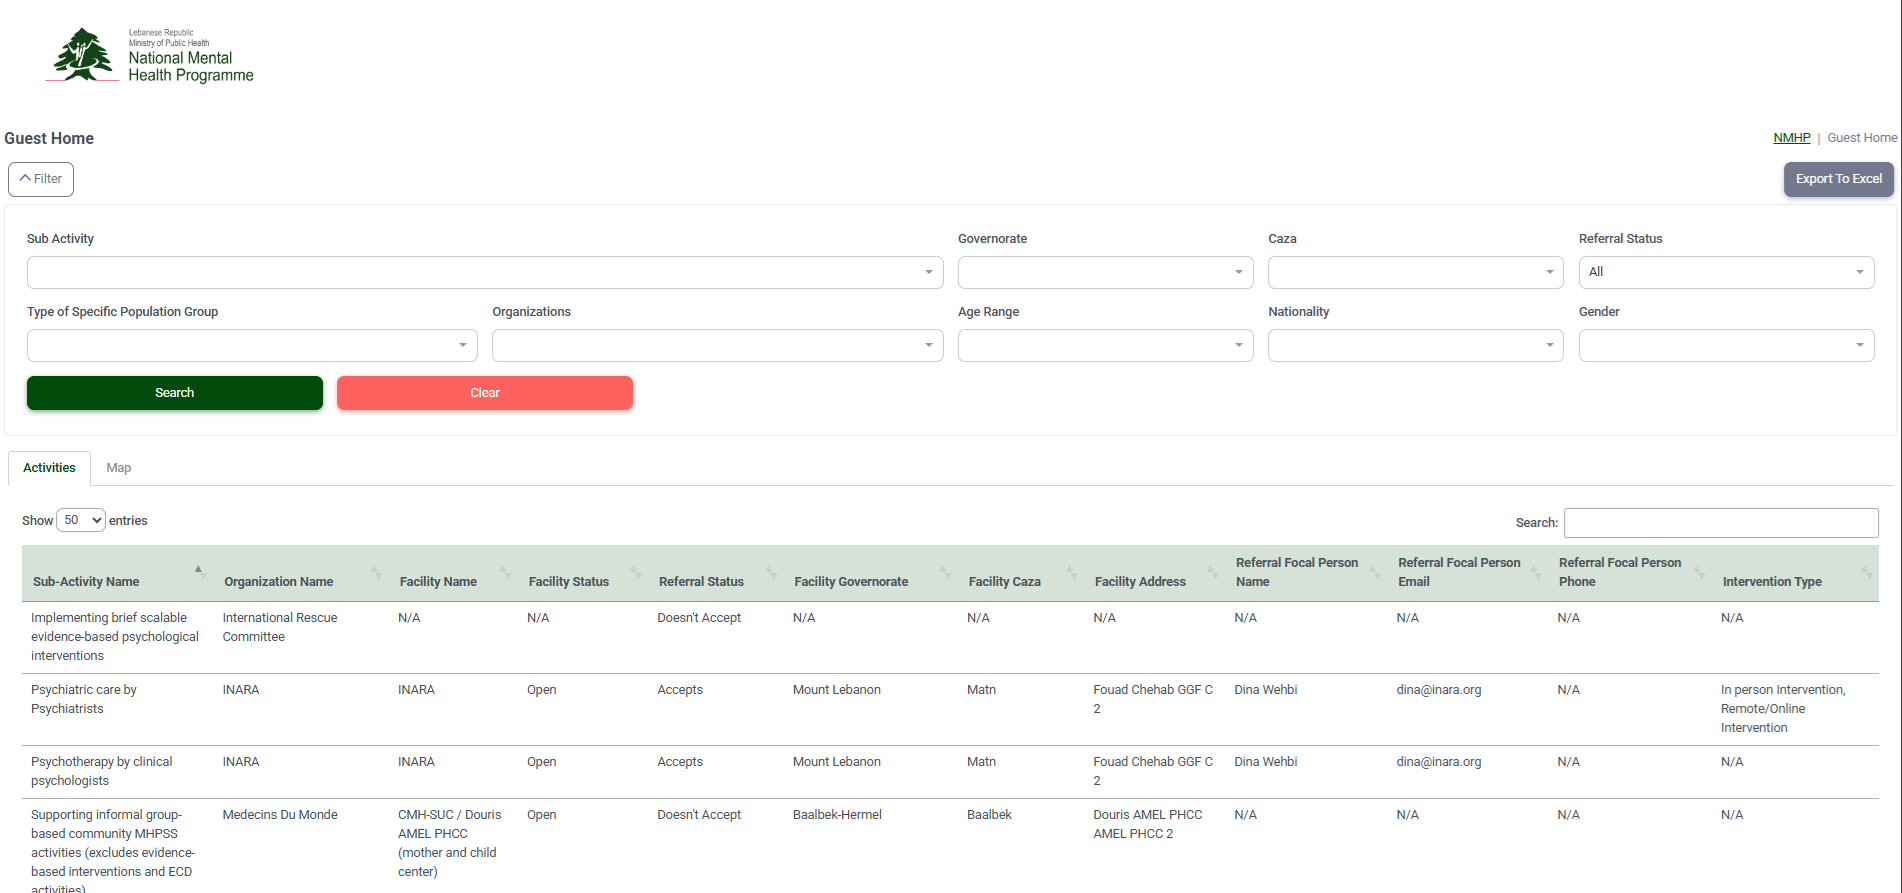 Lebanese Republic
Ministry of Public Health
National Mental
Health Programme
Guest Home
NMHP | Guest Home
Filter
Export To Excel
Sub Activity
Governorate
Caza
Referral Status
All
Type of Specific Population Group
Organizations
Age Range
Nationality
Gender
Search
Clear
Activities
Map
Show 50 entries
Search:
Sub-Activity Name
Organization Name
Facility Name
Facility Status
Referral Status
Facility Governorate
Facility Caza
Facility Address
Referral Focal Person
Name
Referral Focal Person
Email
Referral Focal Person
Phone
Intervention Type
Implementing brief scalable
evidence-based psychological
interventions
International Rescue
Committee
N/A
N/A
Doesn't Accept
N/A
N/A
N/A
N/A
N/A
N/A
N/A
Psychiatric care by
Psychiatrists
INARA
INARA
Open
Accepts
Mount Lebanon
Matn
Fouad Chehab GGF C
2
Dina Wehbi
dina@inara.org
N/A
In person Intervention,
Remote/Online
Intervention
Psychotherapy by clinical
psychologists
INARA
INARA
Open
Accepts
Mount Lebanon
Matn
Fouad Chehab GGF C
2
Dina Wehbi
dina@inara.org
N/A
N/A
Supporting informal group-
based community MHPSS
activities (excludes evidence-
based interventions and ECD
activities)
Medecins Du Monde
CMH-SUC / Douris
AMEL PHCC
(mother and child
center)
Open
Doesn't Accept
Baalbek-Hermel
Baalbek
Douris AMEL PHCC
AMEL PHCC 2
N/A
N/A
N/A
N/A